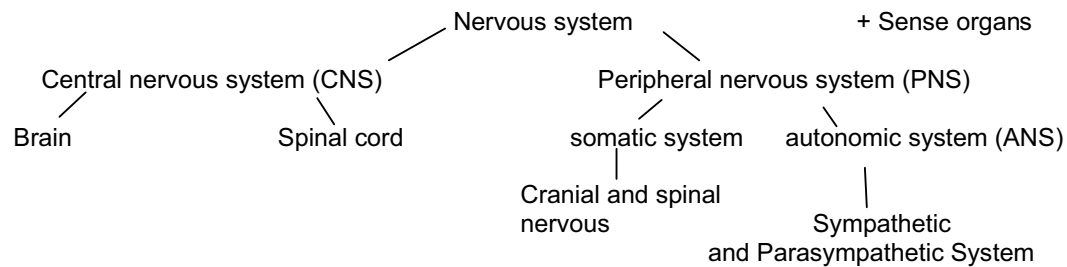 Nervous system + Sense organs
Central nervous system (CNS) Peripheral nervous system (PNS)
Brain Spinal cord somatic system autonomic system (ANS)
Cranial and spinal
nervous
Sympathetic
and Parasympathetic System